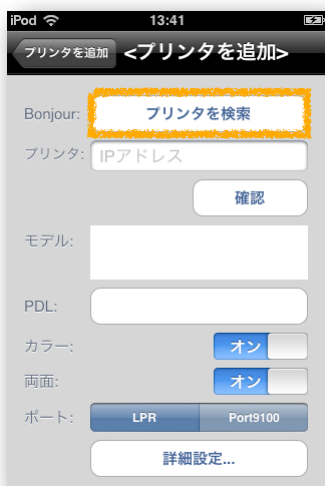 iPod 13:41
プリンタを追加 <プリンタを追加>
Bonjour: プリンタを検索
プリンタ: IPアドレス
確認
モデル:
PDL:
カラー: オン
両面: オン
ポート: LPR Port9100
詳細設定...